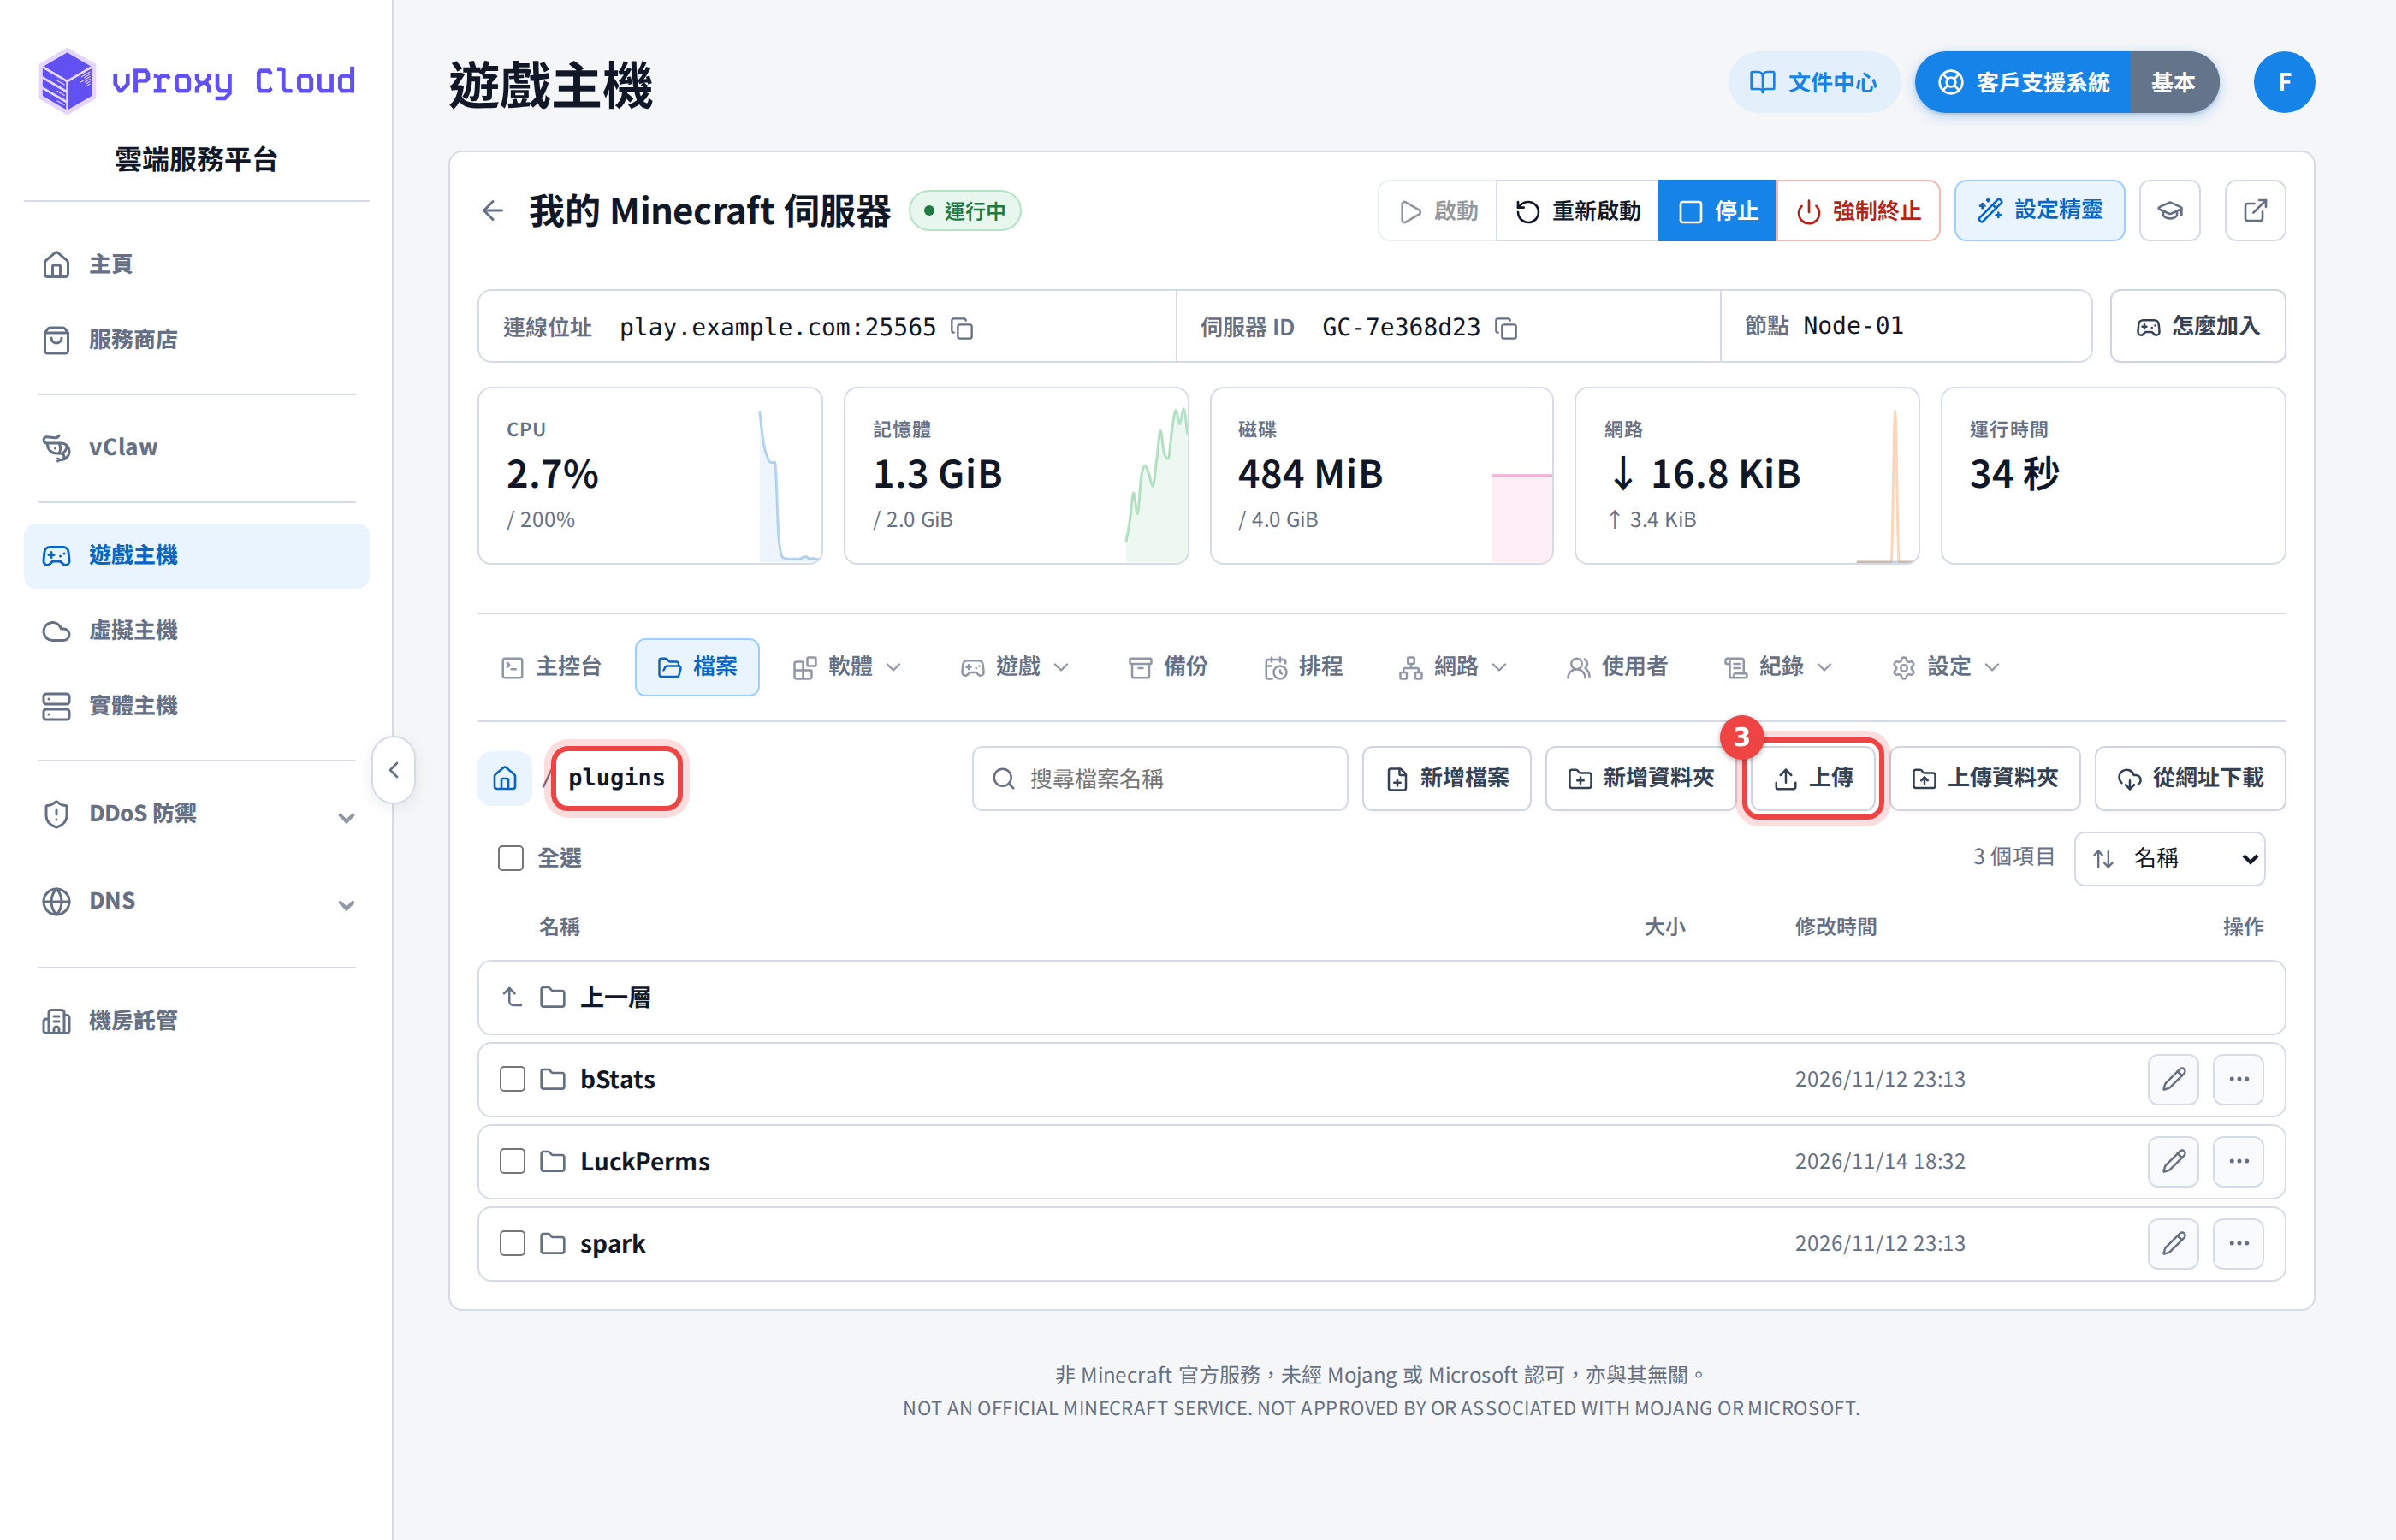 vProxy Cloud
雲端服務平台
主頁
服務商店
vClaw
遊戲主機
虛擬主機
實體主機
DDoS 防禦
DNS
機房託管
遊戲主機
文件中心
客戶支援系統
基本
F
我的 Minecraft 伺服器
運行中
啟動
重新啟動
停止
強制終止
設定精靈
連線位址 play.example.com:25565
伺服器 ID GC-7e368d23
節點 Node-01
怎麼加入
CPU
2.7%
/ 200%
記憶體
1.3 GiB
/ 2.0 GiB
磁碟
484 MiB
/ 4.0 GiB
網路
↓ 16.8 KiB
↑ 3.4 KiB
運行時間
34 秒
主控台
檔案
軟體
遊戲
備份
排程
網路
使用者
紀錄
設定
/ plugins
搜尋檔案名稱
新增檔案
新增資料夾
3
上傳
上傳資料夾
從網址下載
全選
3 個項目
名稱
名稱 大小 修改時間 操作
上一層
bStats 2026/11/12 23:13
LuckPerms 2026/11/14 18:32
spark 2026/11/12 23:13
非 Minecraft 官方服務，未經 Mojang 或 Microsoft 認可，亦與其無關。
NOT AN OFFICIAL MINECRAFT SERVICE. NOT APPROVED BY OR ASSOCIATED WITH MOJANG OR MICROSOFT.